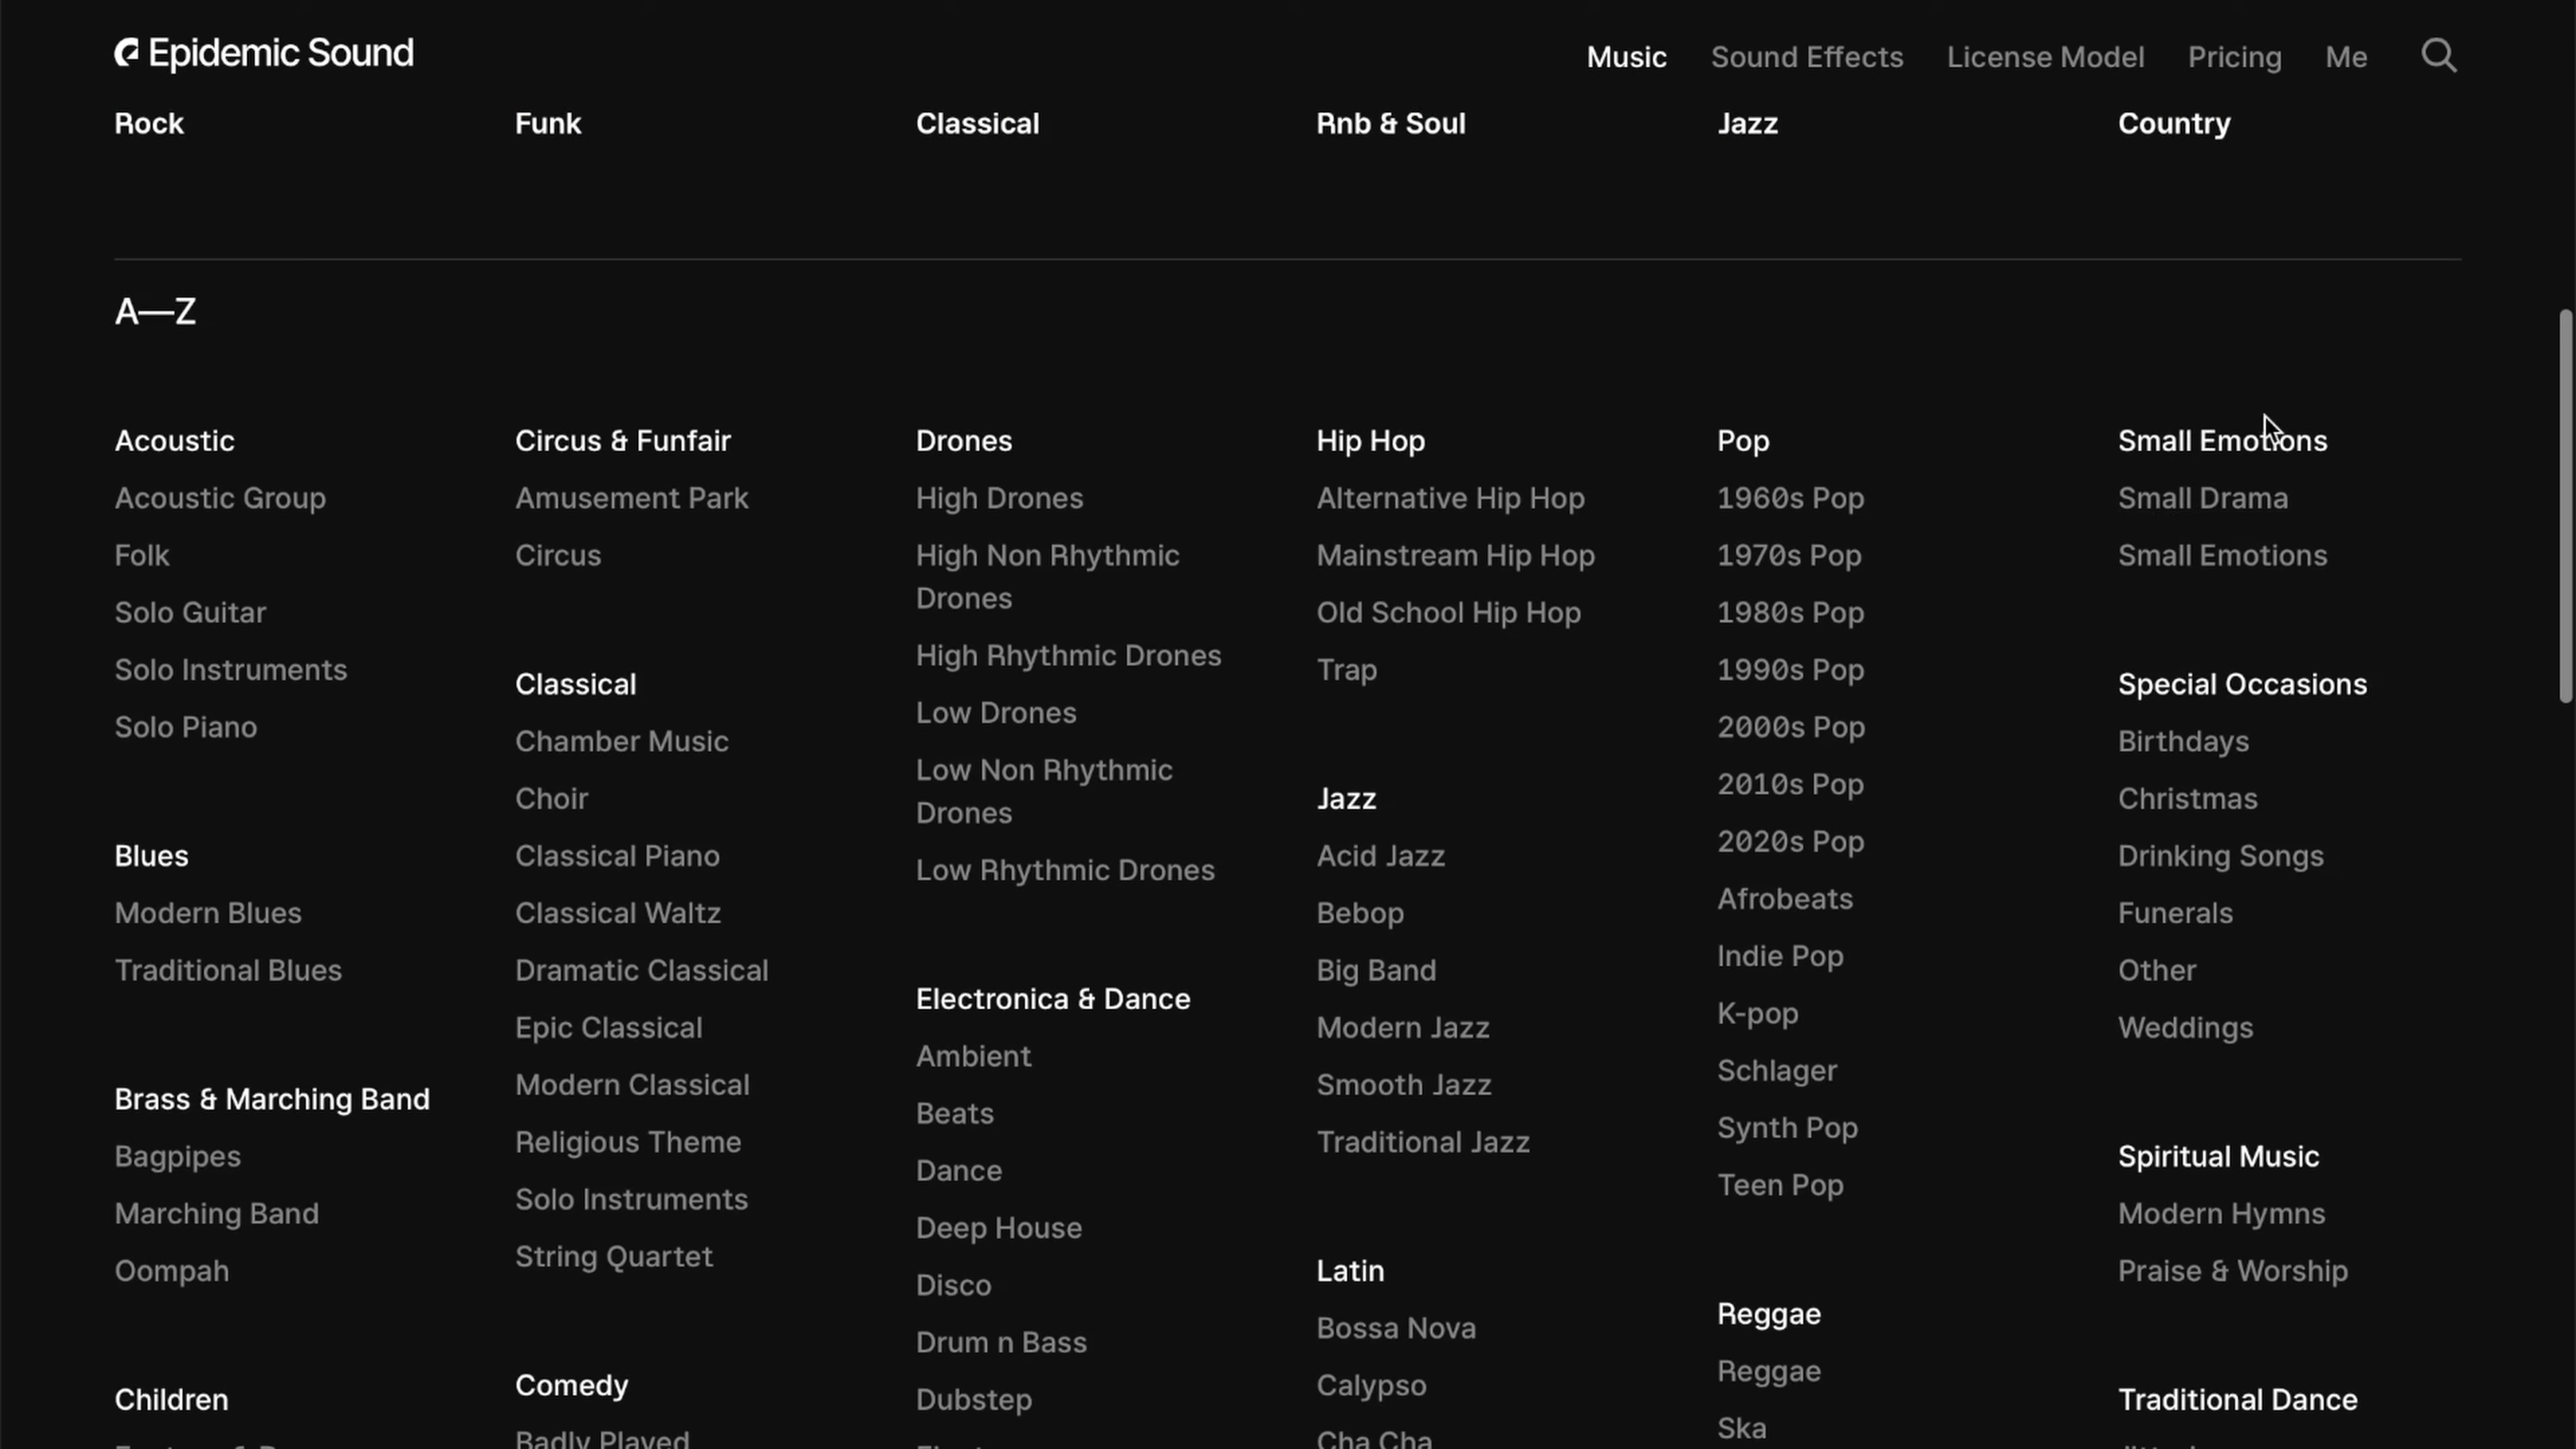 Epidemic Sound
Music
Sound Effects
License Model
Pricing
Me
Rock
Funk
Classical
Rnb & Soul
Jazz
Country
A—Z
Acoustic
Acoustic Group
Folk
Solo Guitar
Solo Instruments
Solo Piano
Blues
Modern Blues
Traditional Blues
Brass & Marching Band
Bagpipes
Marching Band
Oompah
Children
Circus & Funfair
Amusement Park
Circus
Classical
Chamber Music
Choir
Classical Piano
Classical Waltz
Dramatic Classical
Epic Classical
Modern Classical
Religious Theme
Solo Instruments
String Quartet
Comedy
Badly Played
Drones
High Drones
High Non Rhythmic
Drones
High Rhythmic Drones
Low Drones
Low Non Rhythmic
Drones
Low Rhythmic Drones
Electronica & Dance
Ambient
Beats
Dance
Deep House
Disco
Drum n Bass
Dubstep
Hip Hop
Alternative Hip Hop
Mainstream Hip Hop
Old School Hip Hop
Trap
Jazz
Acid Jazz
Bebop
Big Band
Modern Jazz
Smooth Jazz
Traditional Jazz
Latin
Bossa Nova
Calypso
Cha Cha
Pop
1960s Pop
1970s Pop
1980s Pop
1990s Pop
2000s Pop
2010s Pop
2020s Pop
Afrobeats
Indie Pop
K-pop
Schlager
Synth Pop
Teen Pop
Reggae
Reggae
Ska
Small Emotions
Small Drama
Small Emotions
Special Occasions
Birthdays
Christmas
Drinking Songs
Funerals
Other
Weddings
Spiritual Music
Modern Hymns
Praise & Worship
Traditional Dance